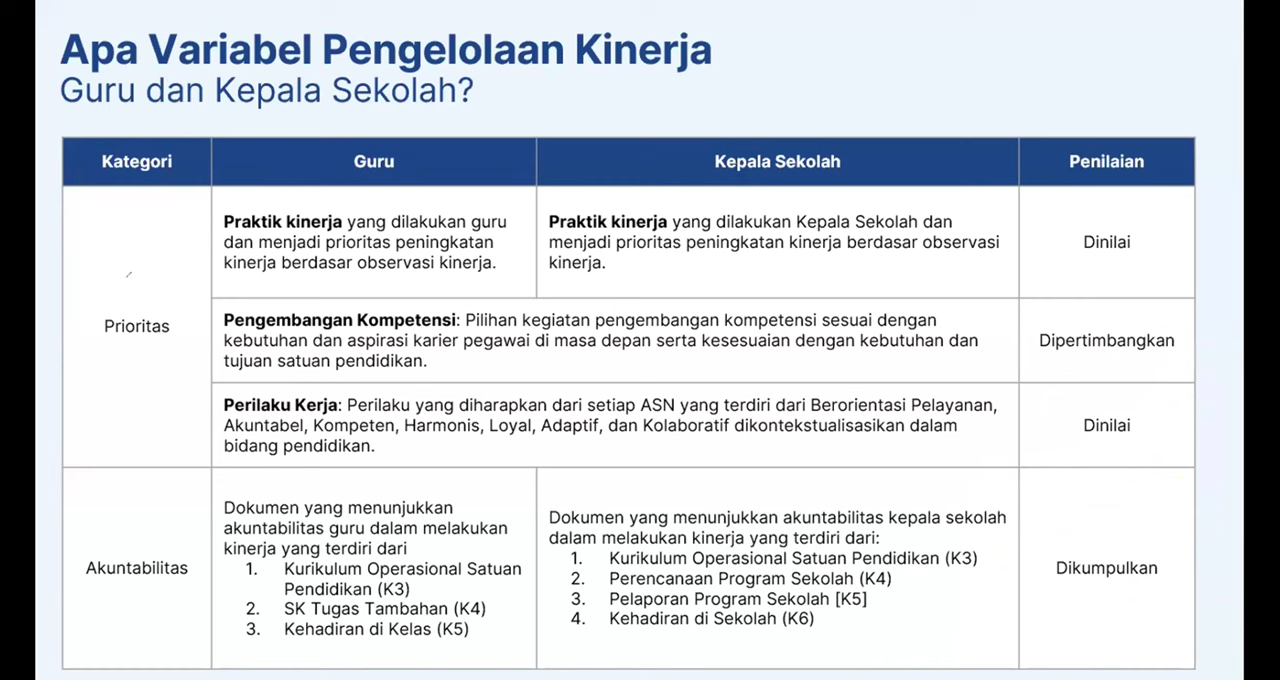 Apa Variabel Pengelolaan Kinerja
Guru dan Kepala Sekolah?
Kategori
Guru
Kepala Sekolah
Penilaian
Prioritas
Praktik kinerja yang dilakukan guru
dan menjadi prioritas peningkatan
kinerja berdasar observasi kinerja.
Praktik kinerja yang dilakukan Kepala Sekolah dan
menjadi prioritas peningkatan kinerja berdasar observasi
kinerja.
Dinilai
Pengembangan Kompetensi: Pilihan kegiatan pengembangan kompetensi sesuai dengan
kebutuhan dan aspirasi karier pegawai di masa depan serta kesesuaian dengan kebutuhan dan
tujuan satuan pendidikan.
Dipertimbangkan
Perilaku Kerja: Perilaku yang diharapkan dari setiap ASN yang terdiri dari Berorientasi Pelayanan,
Akuntabel, Kompeten, Harmonis, Loyal, Adaptif, dan Kolaboratif dikontekstualisasikan dalam
bidang pendidikan.
Dinilai
Akuntabilitas
Dokumen yang menunjukkan
akuntabilitas guru dalam melakukan
kinerja yang terdiri dari
1. Kurikulum Operasional Satuan
Pendidikan (K3)
2. SK Tugas Tambahan (K4)
3. Kehadiran di Kelas (K5)
Dokumen yang menunjukkan akuntabilitas kepala sekolah
dalam melakukan kinerja yang terdiri dari:
1. Kurikulum Operasional Satuan Pendidikan (K3)
2. Perencanaan Program Sekolah (K4)
3. Pelaporan Program Sekolah [K5]
4. Kehadiran di Sekolah (K6)
Dikumpulkan